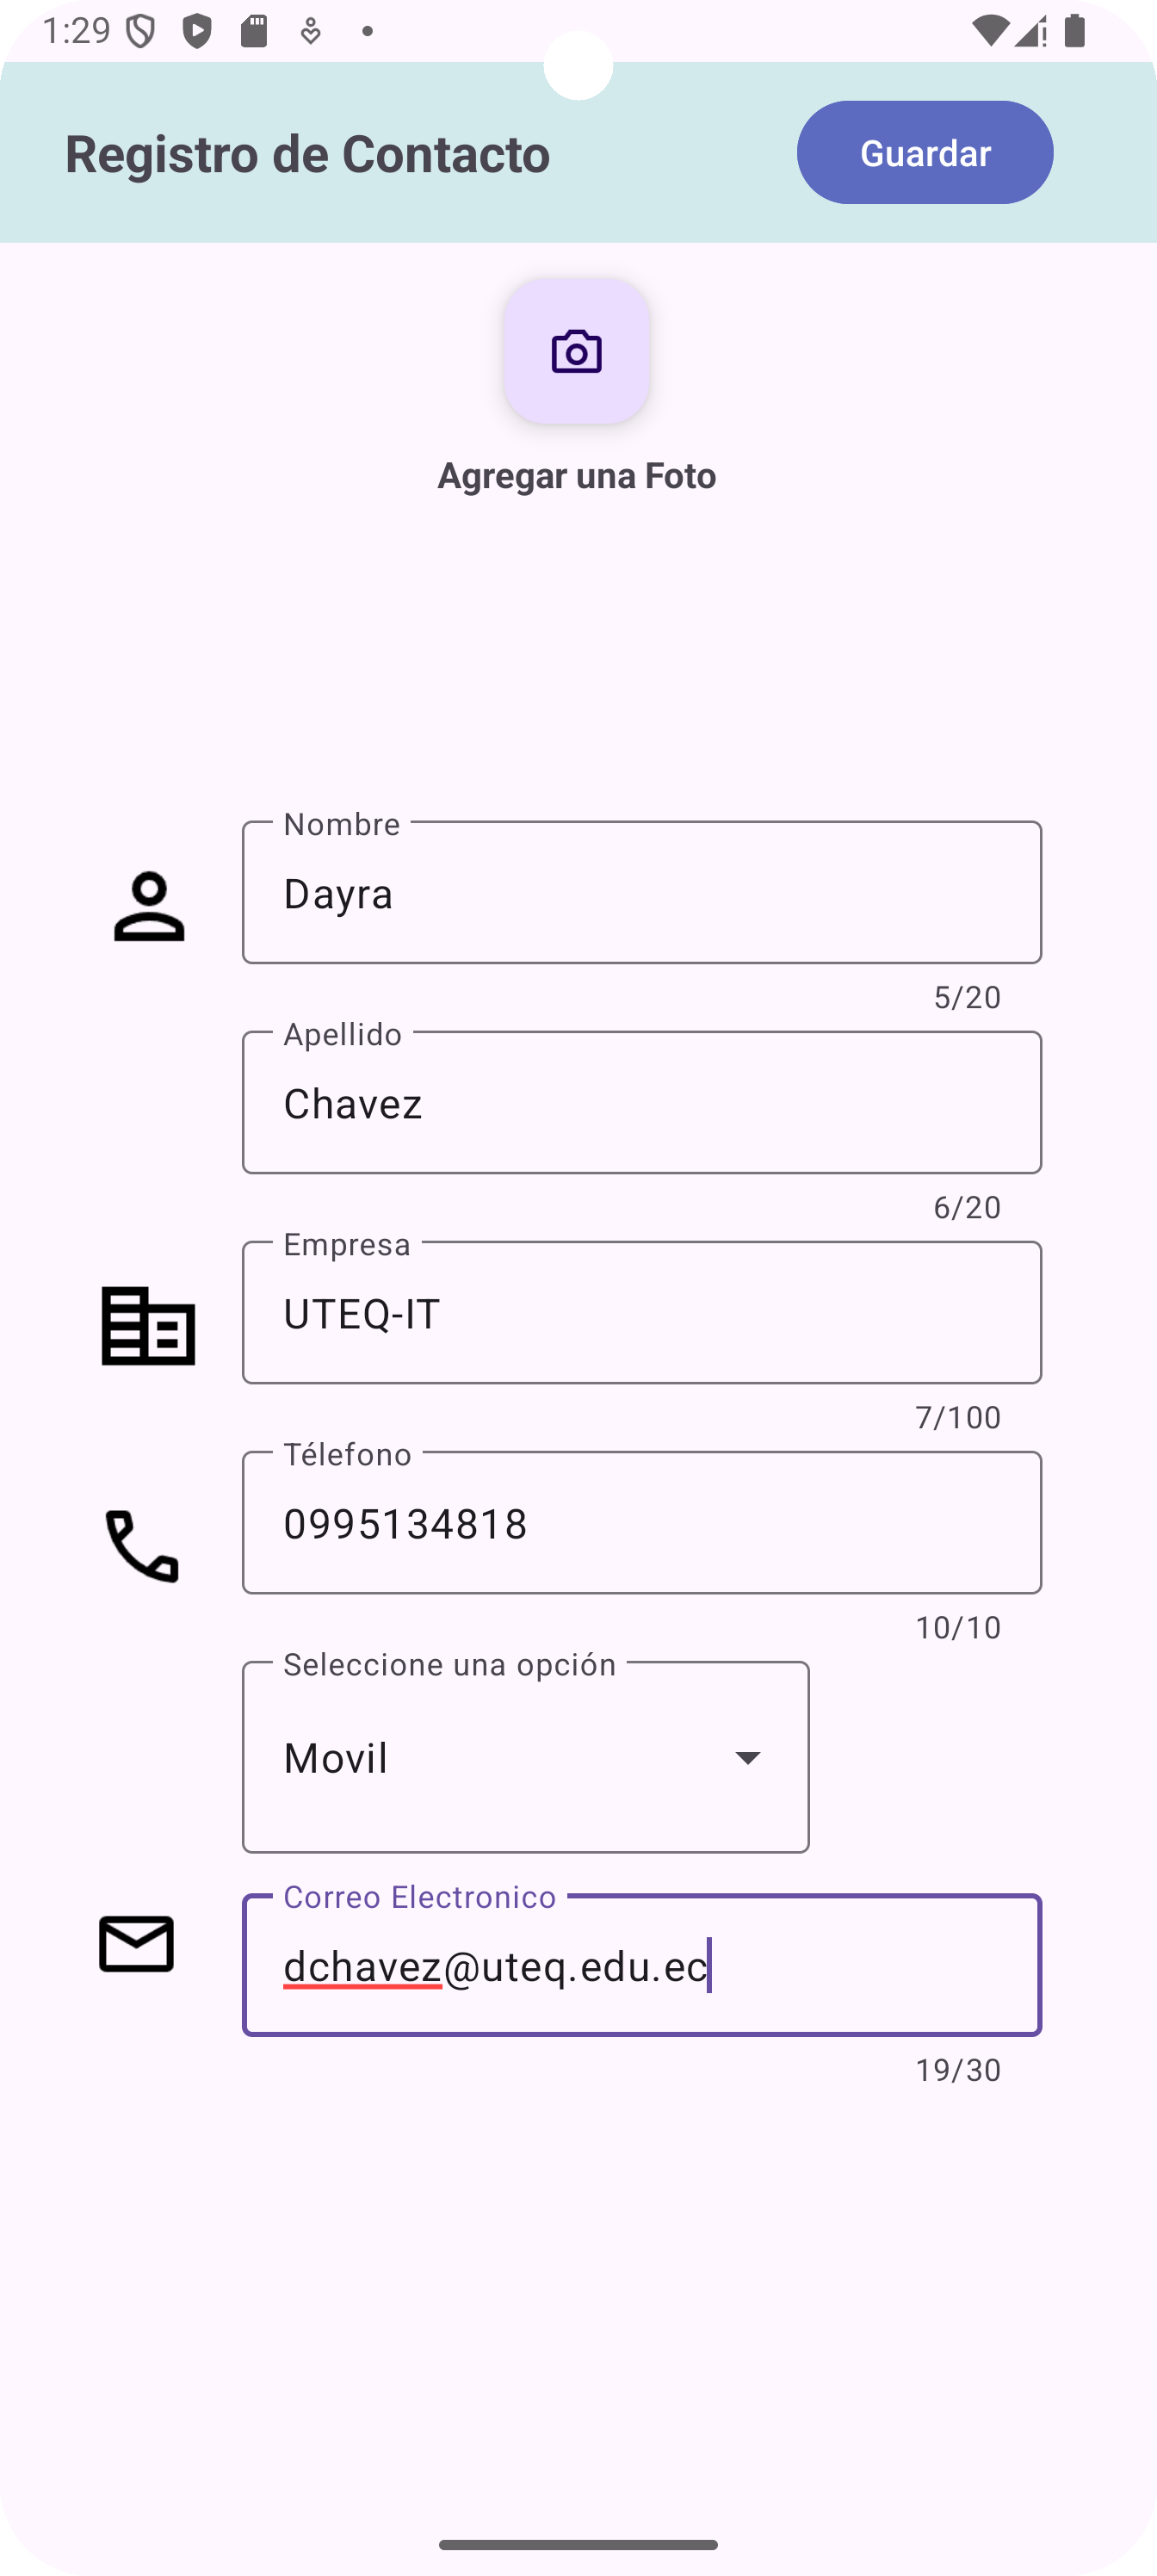 1:29
Registro de Contacto
Guardar
Agregar una Foto
Nombre
Dayra
5/20
Apellido
Chavez
6/20
Empresa
UTEQ-IT
7/100
Télefono
0995134818
10/10
Seleccione una opción
Movil
Correo Electronico
dchavez@uteq.edu.ec
19/30